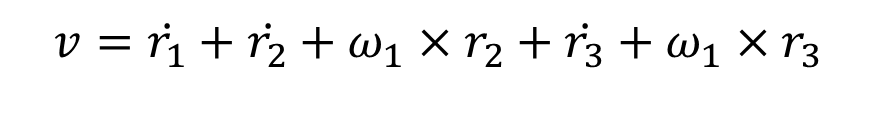 v = ṙ₁ + ṙ₂ + ω₁ × r₂ + ṙ₃ + ω₁ × r₃